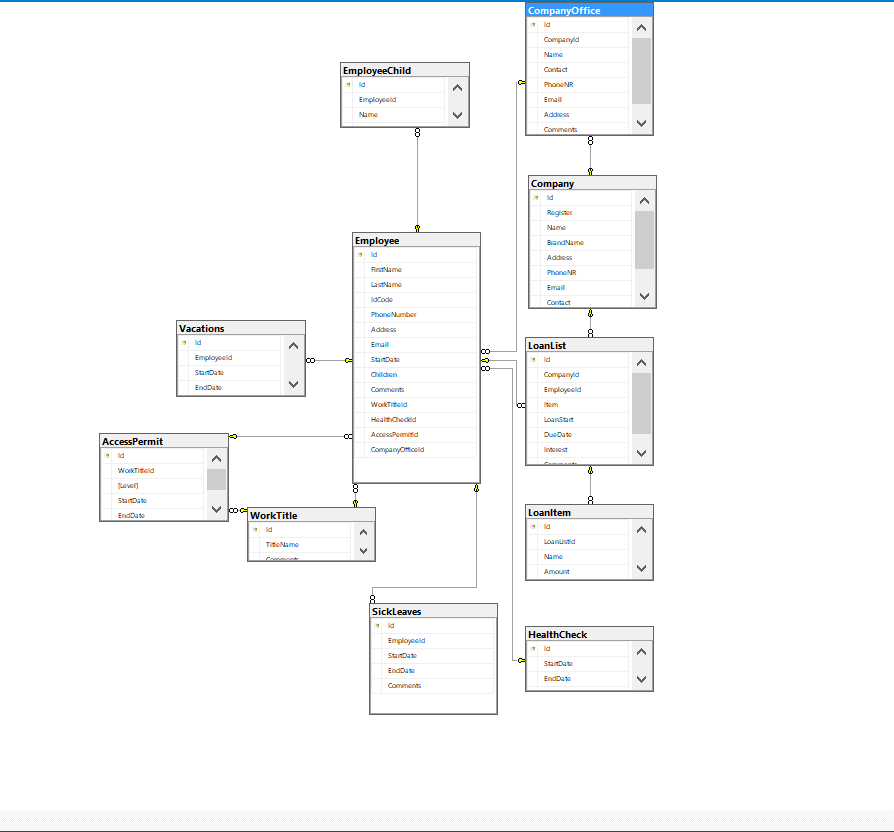 CompanyOffice
Id
CompanyId
Name
Contact
PhoneNR
Email
Address
Comments
EmployeeChild
Id
EmployeeId
Name
Company
Id
Register
Name
BrandName
Address
PhoneNR
Email
Contact
Employee
Id
FirstName
LastName
IdCode
PhoneNumber
Address
Email
StartDate
Children
Comments
WorkTitleId
HealthCheckId
AccessPermitId
CompanyOfficeId
Vacations
Id
EmployeeId
StartDate
EndDate
LoanList
Id
CompanyId
EmployeeId
Item
LoanStart
DueDate
Interest
Comments
AccessPermit
Id
WorkTitleId
[Level]
StartDate
EndDate
WorkTitle
Id
TitleName
Comments
LoanItem
Id
LoanListId
Name
Amount
SickLeaves
Id
EmployeeId
StartDate
EndDate
Comments
HealthCheck
Id
StartDate
EndDate